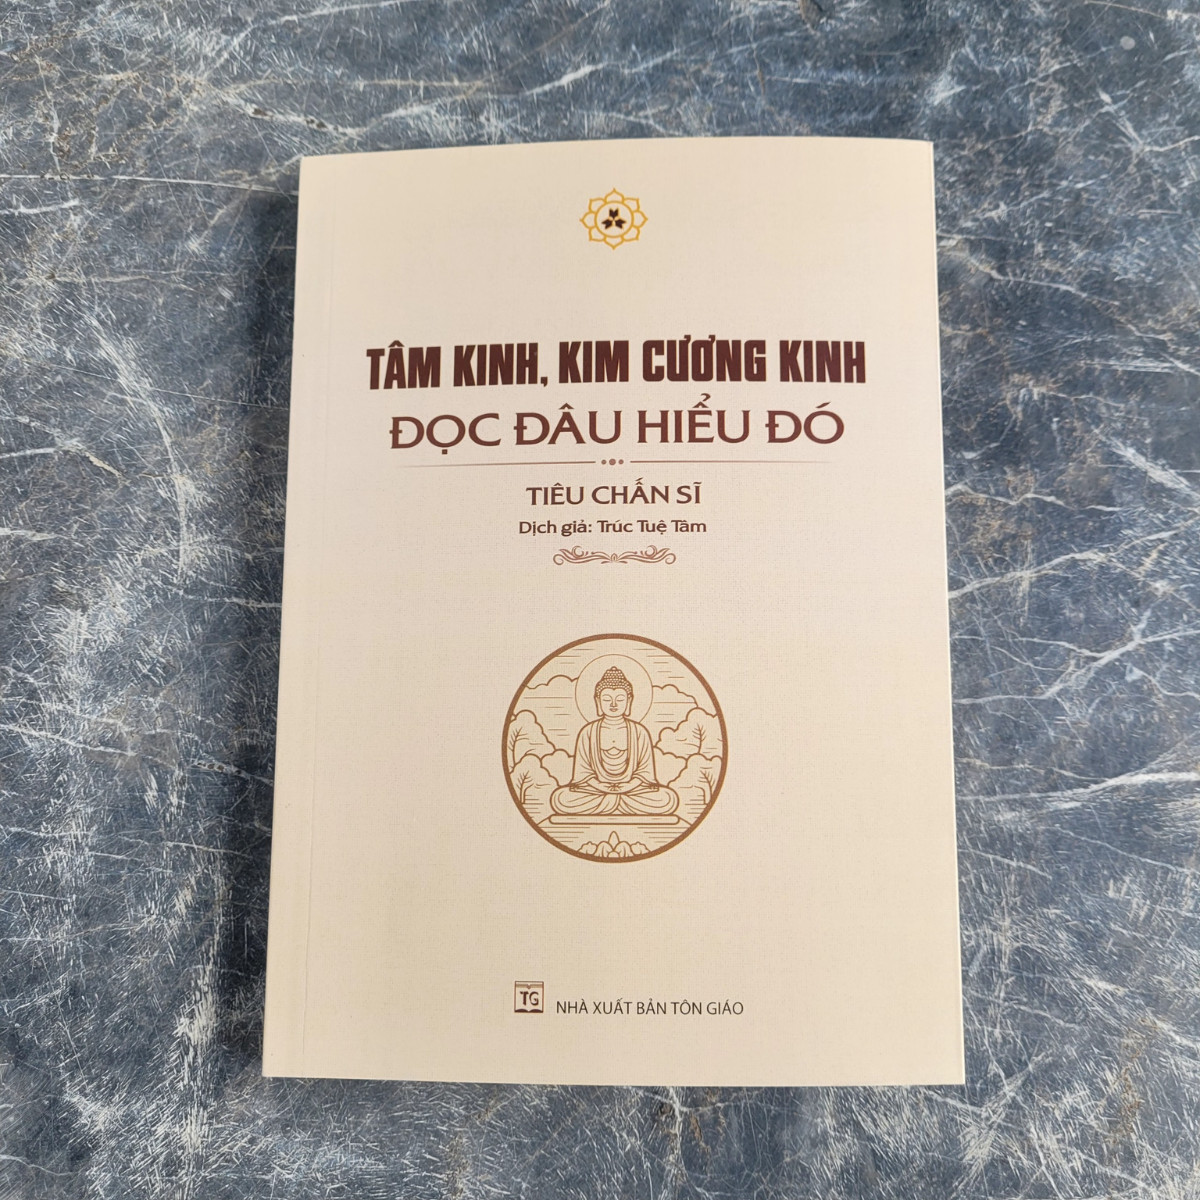 TÂM KINH, KIM CƯƠNG KINH
ĐỌC ĐÂU HIỂU ĐÓ
TIÊU CHẤN SĨ
Dịch giả: Trúc Tuệ Tâm
TG
NHÀ XUẤT BẢN TÔN GIÁO